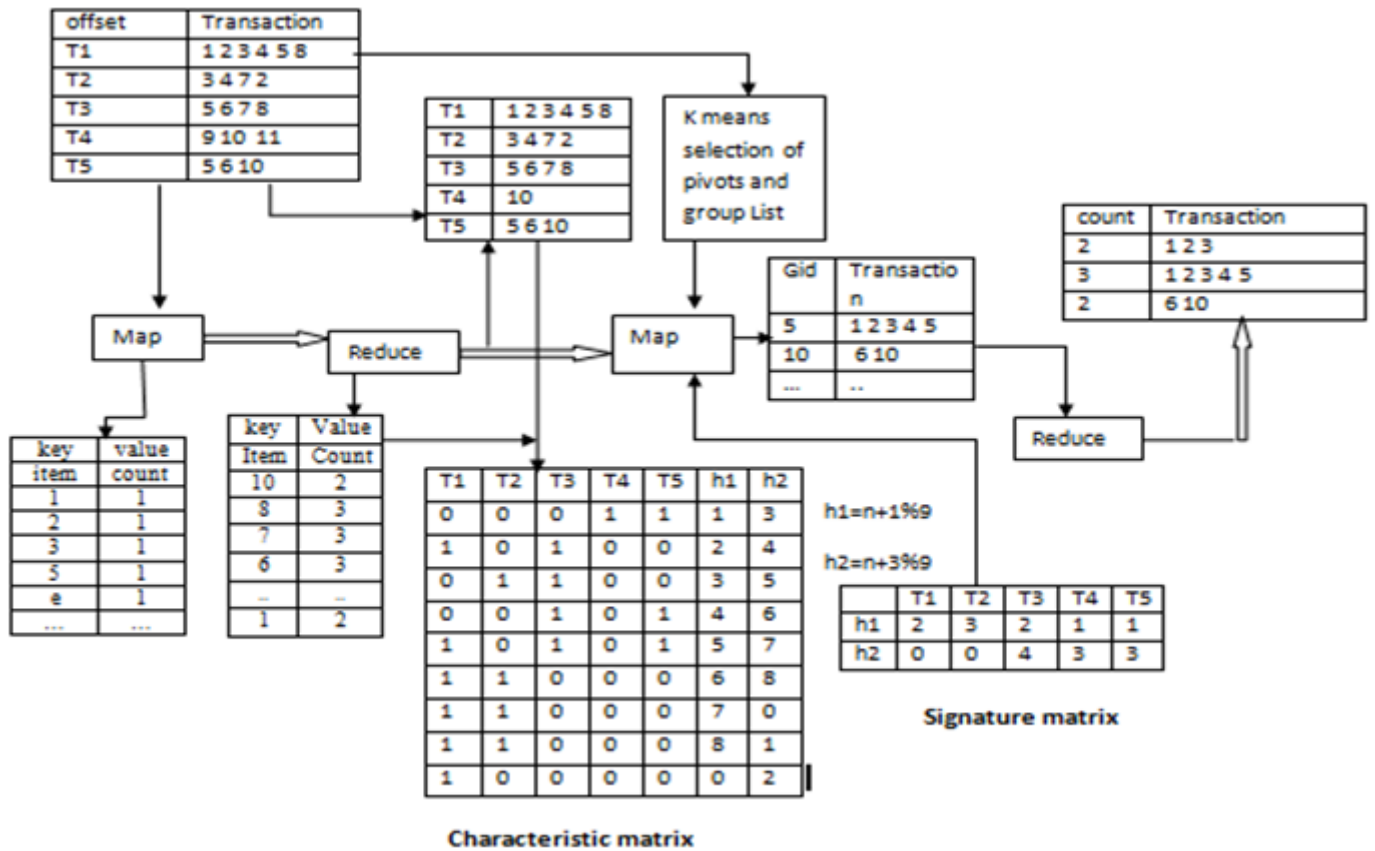 offset Transaction
T1 1 2 3 4 5 8
T2 3 4 7 2
T3 5 6 7 8
T4 9 10 11
T5 5 6 10
T1 1 2 3 4 5 8
T2 3 4 7 2
T3 5 6 7 8
T4 10
T5 5 6 10
K means
selection of
pivots and
group List
Map
Reduce
Map
Gid Transactio
n
5 1 2 3 4 5
10 6 10
... ..
count Transaction
2 1 2 3
3 1 2 3 4 5
2 6 10
Reduce
key value
item count
1 1
2 1
3 1
5 1
e 1
... ...
key Value
Item Count
10 2
8 3
7 3
6 3
.. ..
1 2
T1 T2 T3 T4 T5 h1 h2
0 0 0 1 1 1 3
1 0 1 0 0 2 4
0 1 1 0 0 3 5
0 0 1 0 1 4 6
1 0 1 0 1 5 7
1 1 0 0 0 6 8
1 1 0 0 0 7 0
1 1 0 0 0 8 1
1 0 0 0 0 0 2
Characteristic matrix
h1=n+1%9
h2=n+3%9
T1 T2 T3 T4 T5
h1 2 3 2 1 1
h2 0 0 4 3 3
Signature matrix